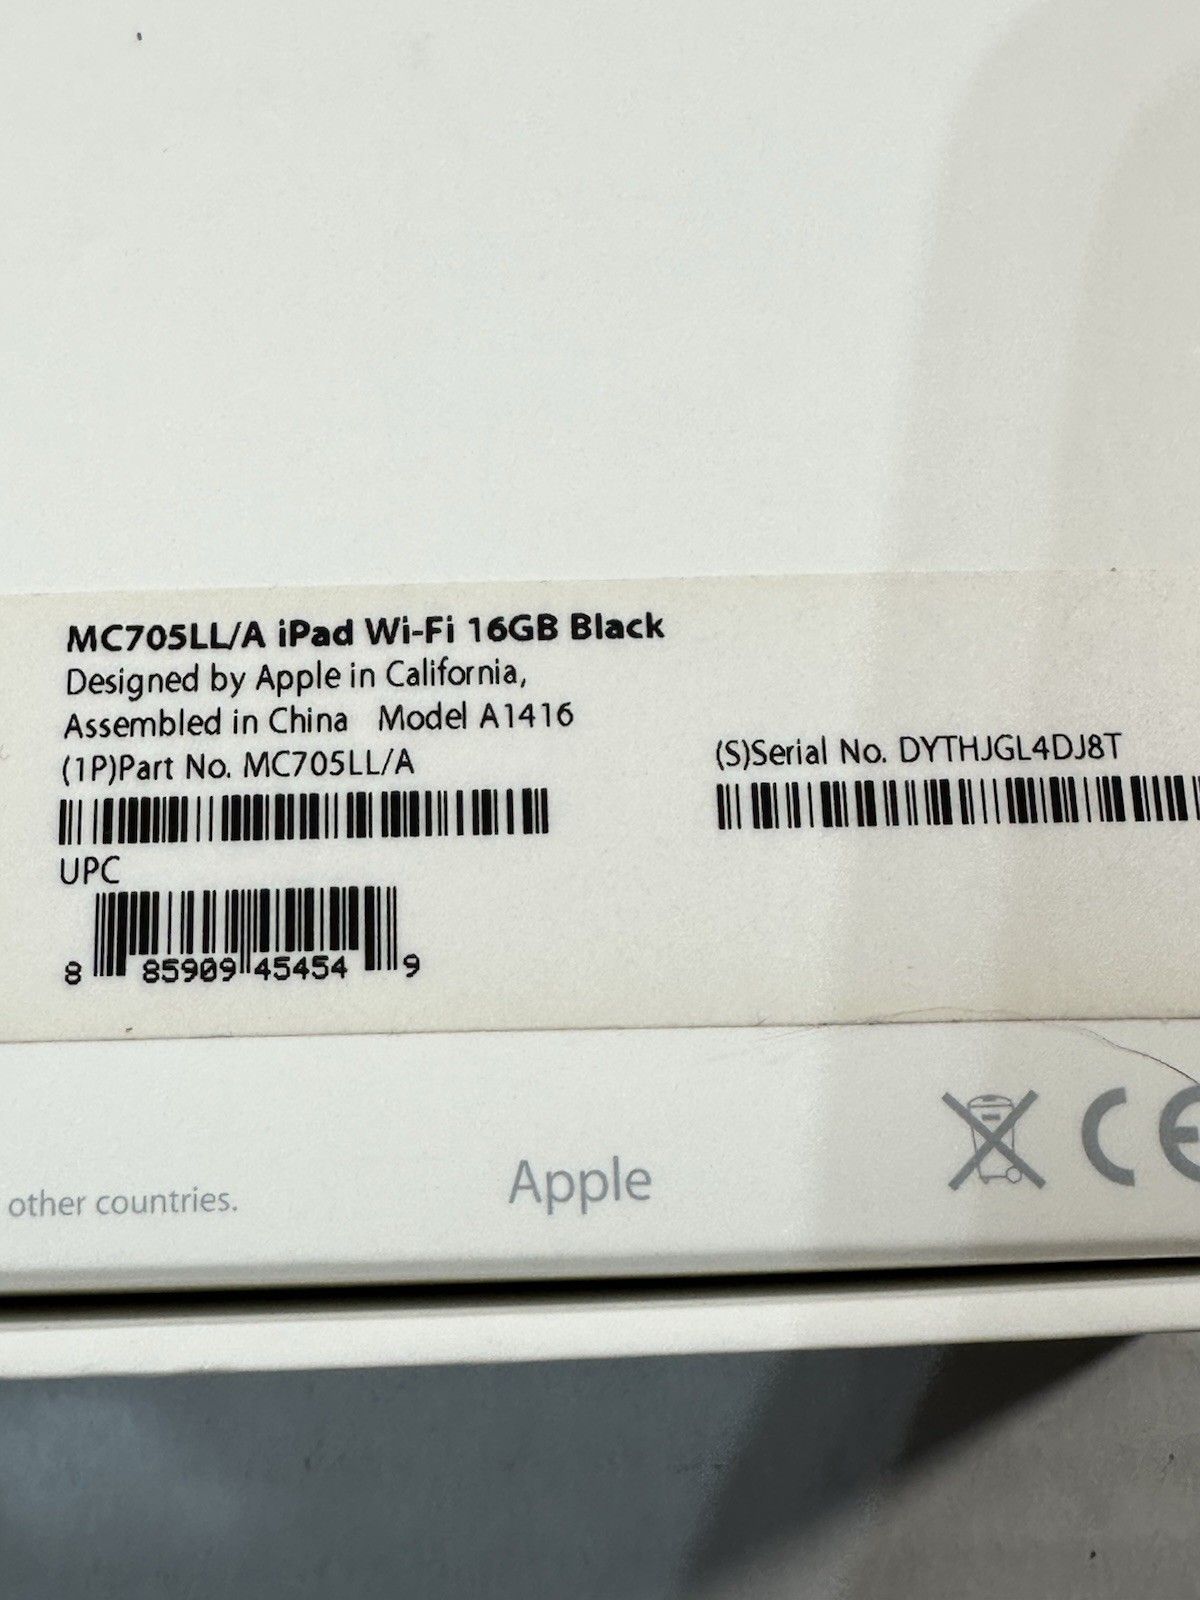 MC705LL/A iPad Wi-Fi 16GB Black
Designed by Apple in California,
Assembled in China Model A1416
(1P)Part No. MC705LL/A
(S)Serial No. DYTHJGL4DJ8T
UPC
8 85909 45454 9
other countries.
Apple
CE